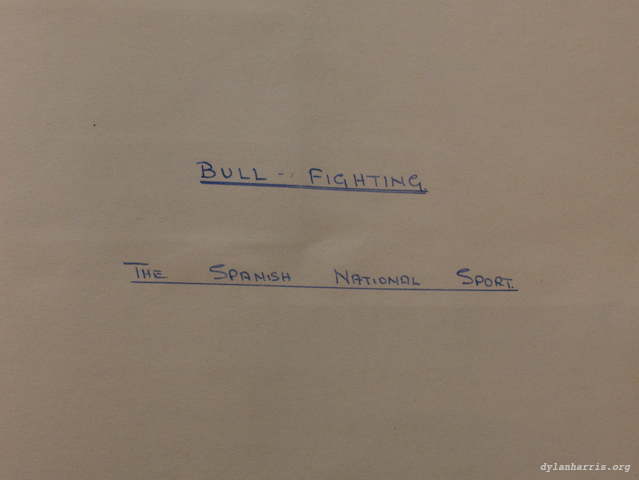 BULL - FIGHTING
THE SPANISH NATIONAL SPORT.
dylanharris.org